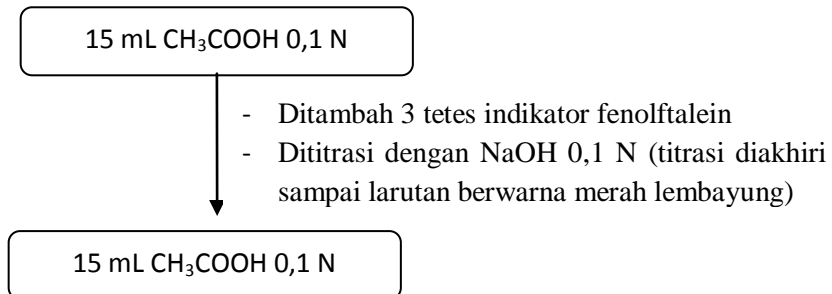 15 mL CH₃COOH 0,1 N
- Ditambah 3 tetes indikator fenolftalein
- Dititrasi dengan NaOH 0,1 N (titrasi diakhiri
sampai larutan berwarna merah lembayung)
15 mL CH₃COOH 0,1 N